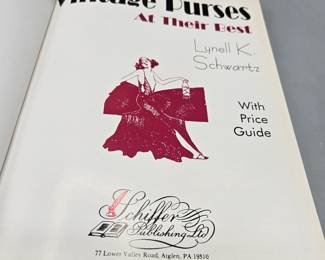 Vintage Purses
At Their Best
Lynell K.
Schwartz
With
Price
Guide
Schiffer
Publishing Ltd
77 Lower Valley Road, Atglen, PA 19310